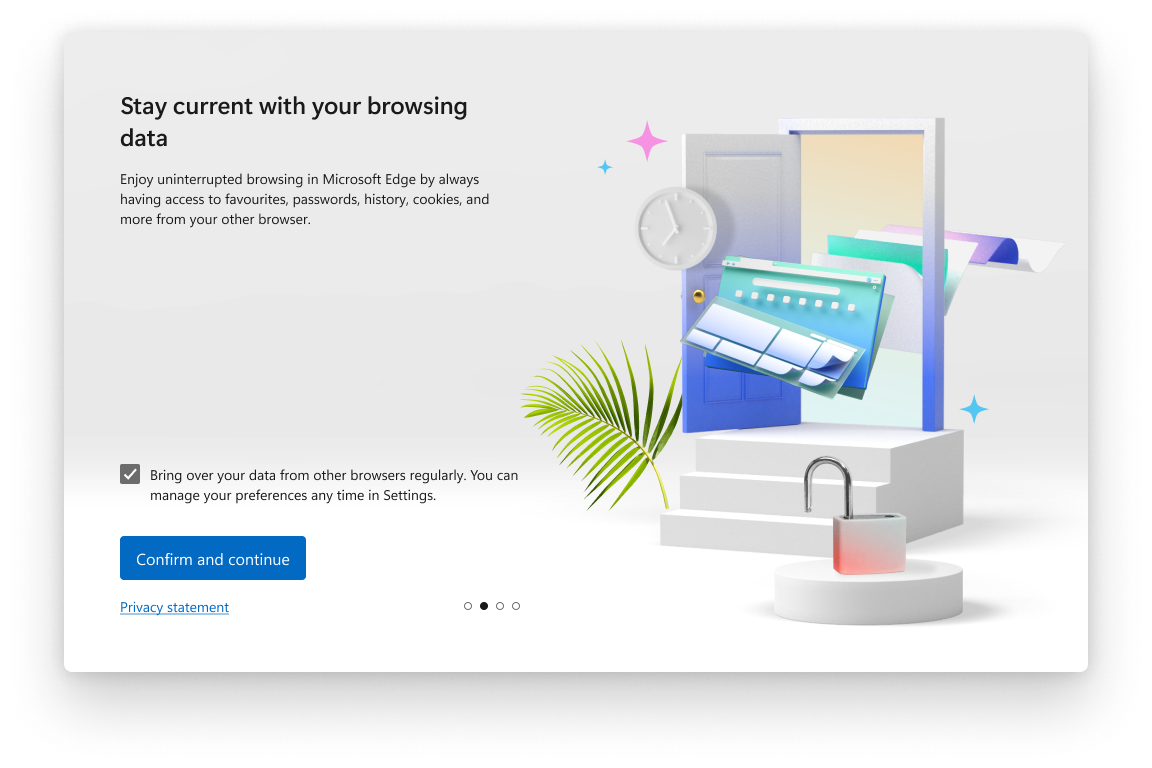 Stay current with your browsing
data
Enjoy uninterrupted browsing in Microsoft Edge by always
having access to favourites, passwords, history, cookies, and
more from your other browser.
Bring over your data from other browsers regularly. You can
manage your preferences any time in Settings.
Confirm and continue
Privacy statement